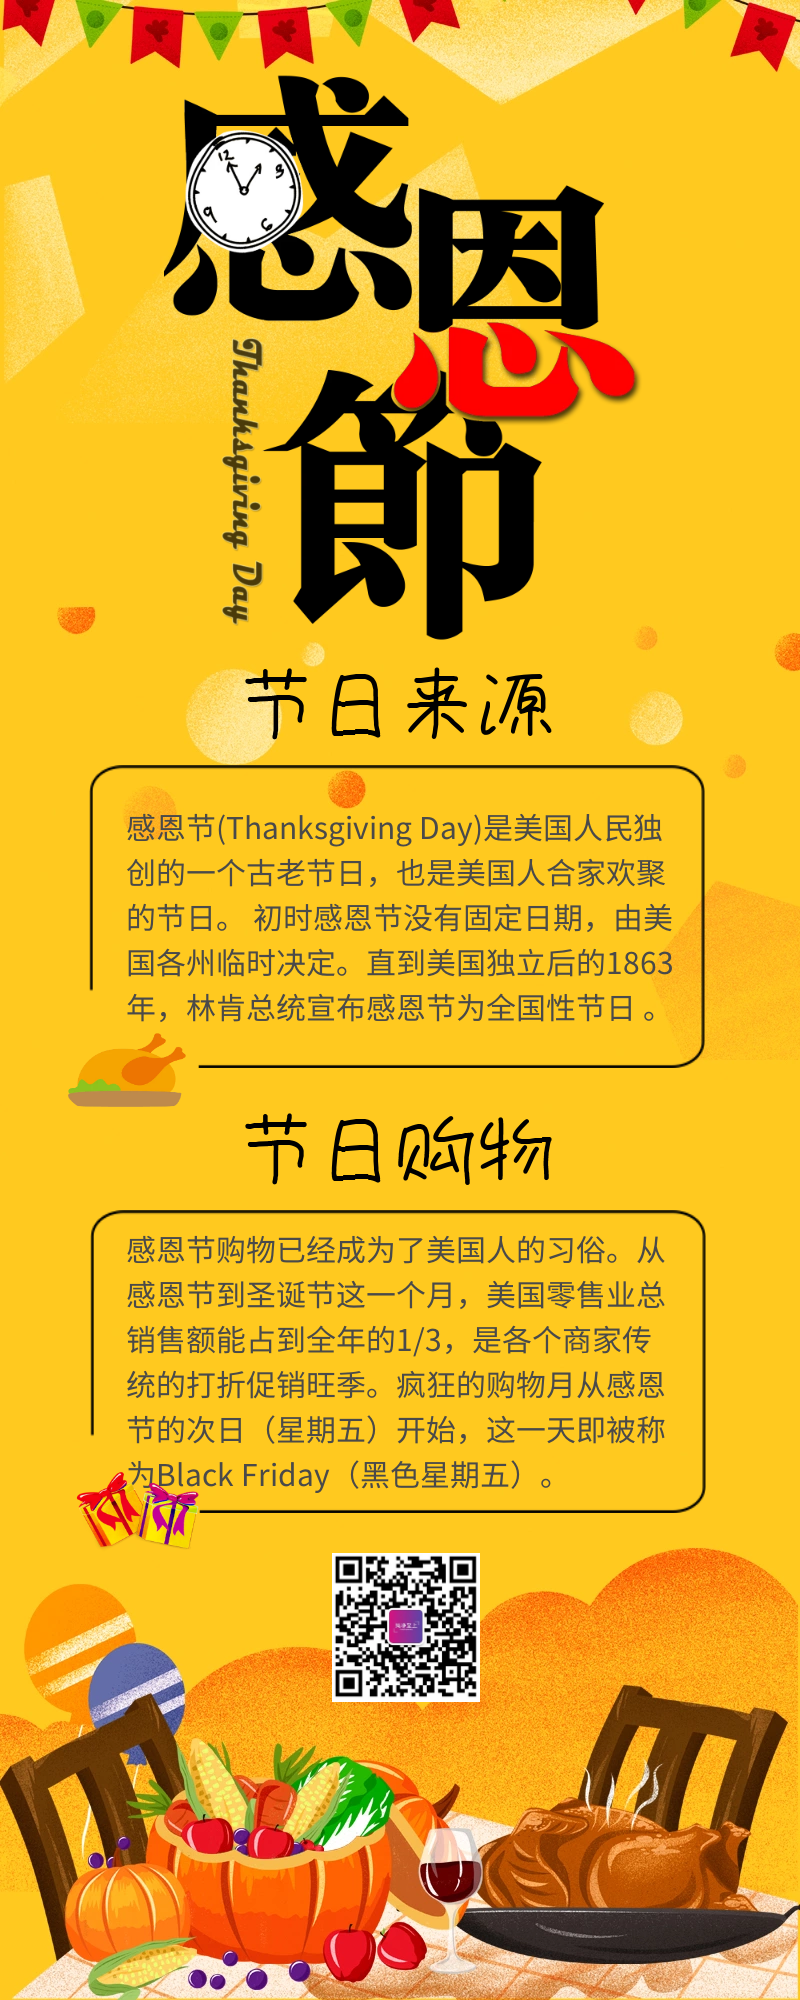 感恩
節
Thanksgiving Day
12
3
6
9
节日来源
感恩节(Thanksgiving Day)是美国人民独
创的一个古老节日，也是美国人合家欢聚
的节日。 初时感恩节没有固定日期，由美
国各州临时决定。直到美国独立后的1863
年，林肯总统宣布感恩节为全国性节日 。
节日购物
感恩节购物已经成为了美国人的习俗。从
感恩节到圣诞节这一个月，美国零售业总
销售额能占到全年的1/3，是各个商家传
统的打折促销旺季。疯狂的购物月从感恩
节的次日（星期五）开始，这一天即被称
为Black Friday（黑色星期五）。